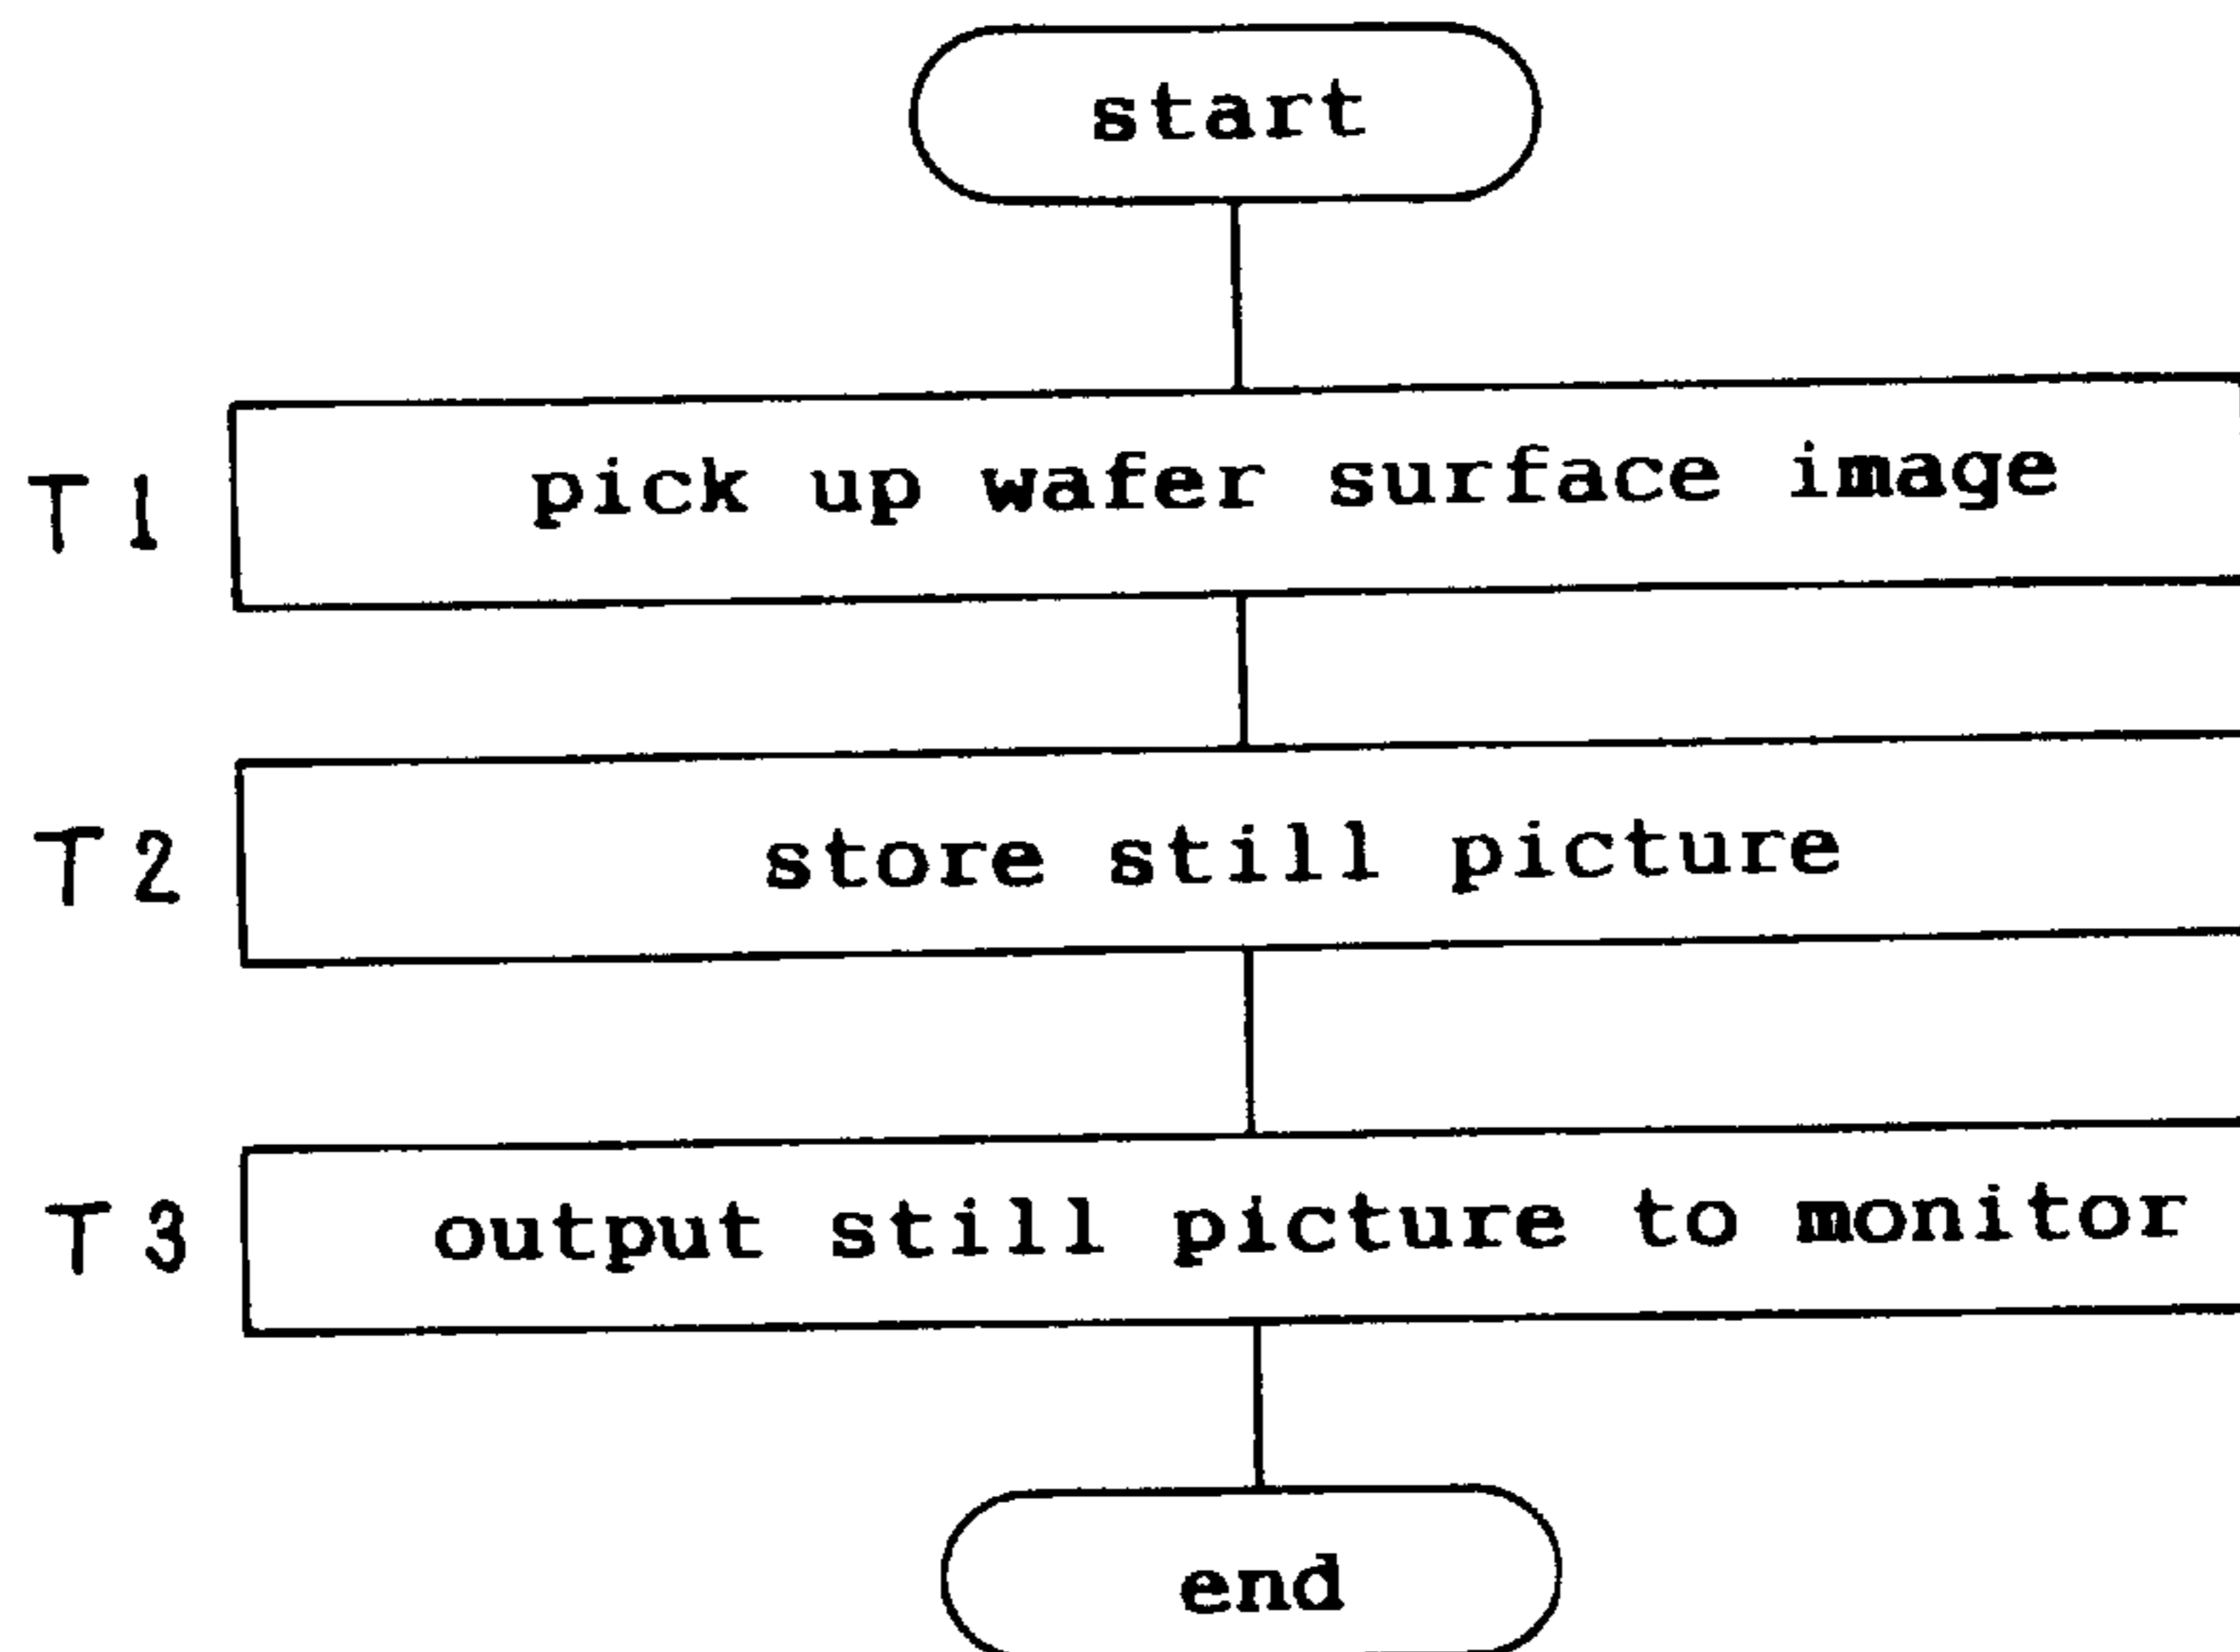 start
T1 pick up wafer surface image
T2 store still picture
T3 output still picture to monitor
end